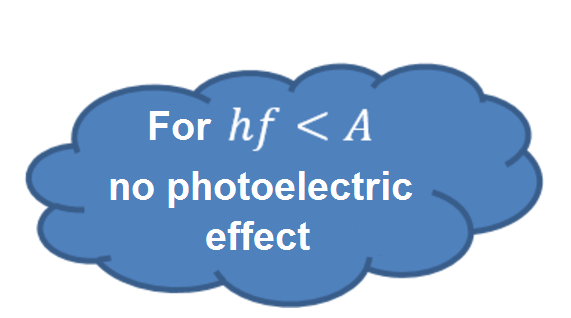 For hf < A
no photoelectric
effect